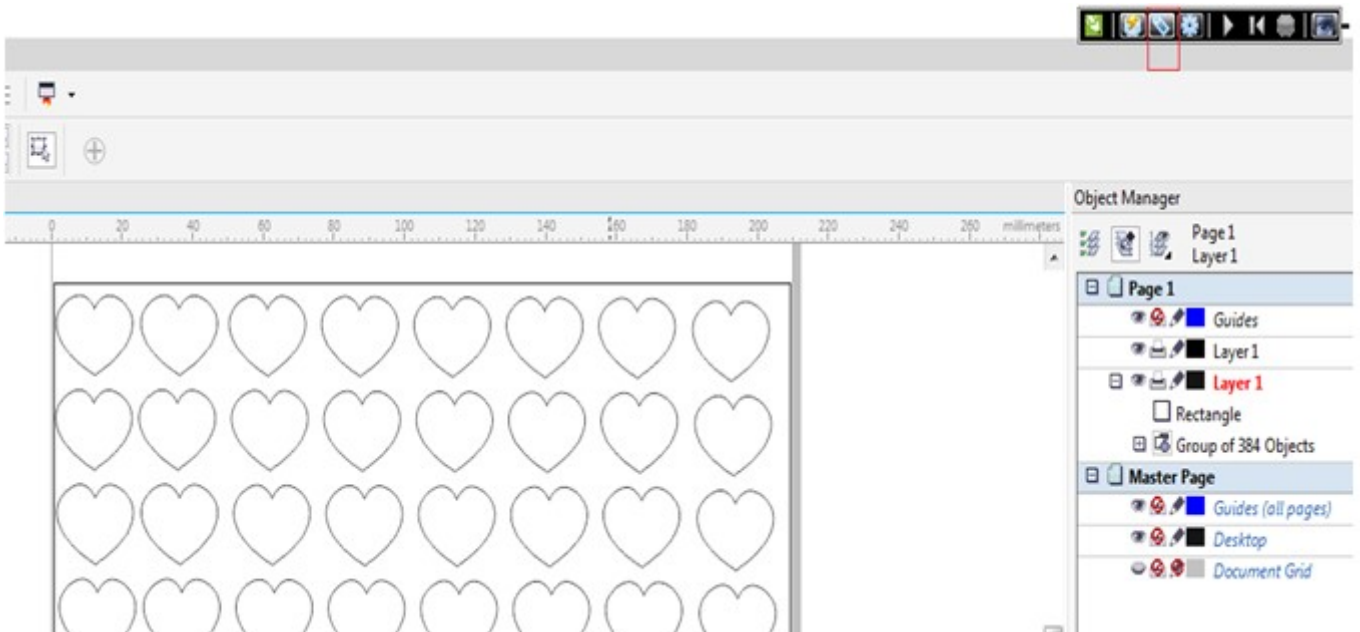 Object Manager
0 20 40 60 80 100 120 140 160 180 200 220 240 260 millimeters
Page 1
Layer 1
Page 1
Guides
Layer 1
Layer 1
Rectangle
Group of 384 Objects
Master Page
Guides (all pages)
Desktop
Document Grid